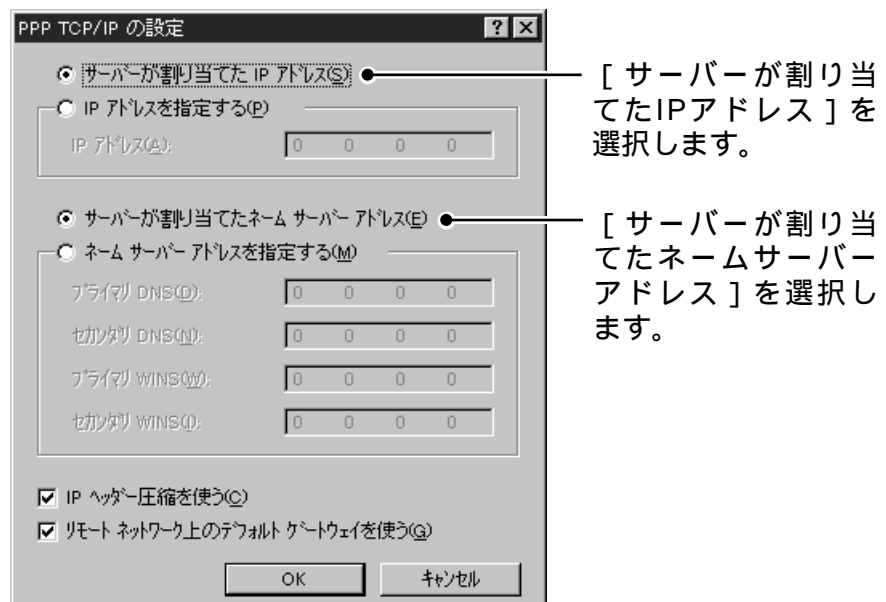 PPP TCP/IP の設定
サーバーが割り当てた IP アドレス(S)
IP アドレスを指定する(P)
IP アドレス(A):
0 0 0 0
サーバーが割り当てたネーム サーバー アドレス(E)
ネーム サーバー アドレスを指定する(M)
プライマリ DNS(D):
0 0 0 0
セカンダリ DNS(N):
0 0 0 0
プライマリ WINS(W):
0 0 0 0
セカンダリ WINS(I):
0 0 0 0
IP ヘッダー圧縮を使う(C)
リモート ネットワーク上のデフォルト ゲートウェイを使う(G)
OK
キャンセル
［サーバーが割り当
てたIPアドレス］を
選択します。
［サーバーが割り当
てたネームサーバー
アドレス］を選択し
ます。